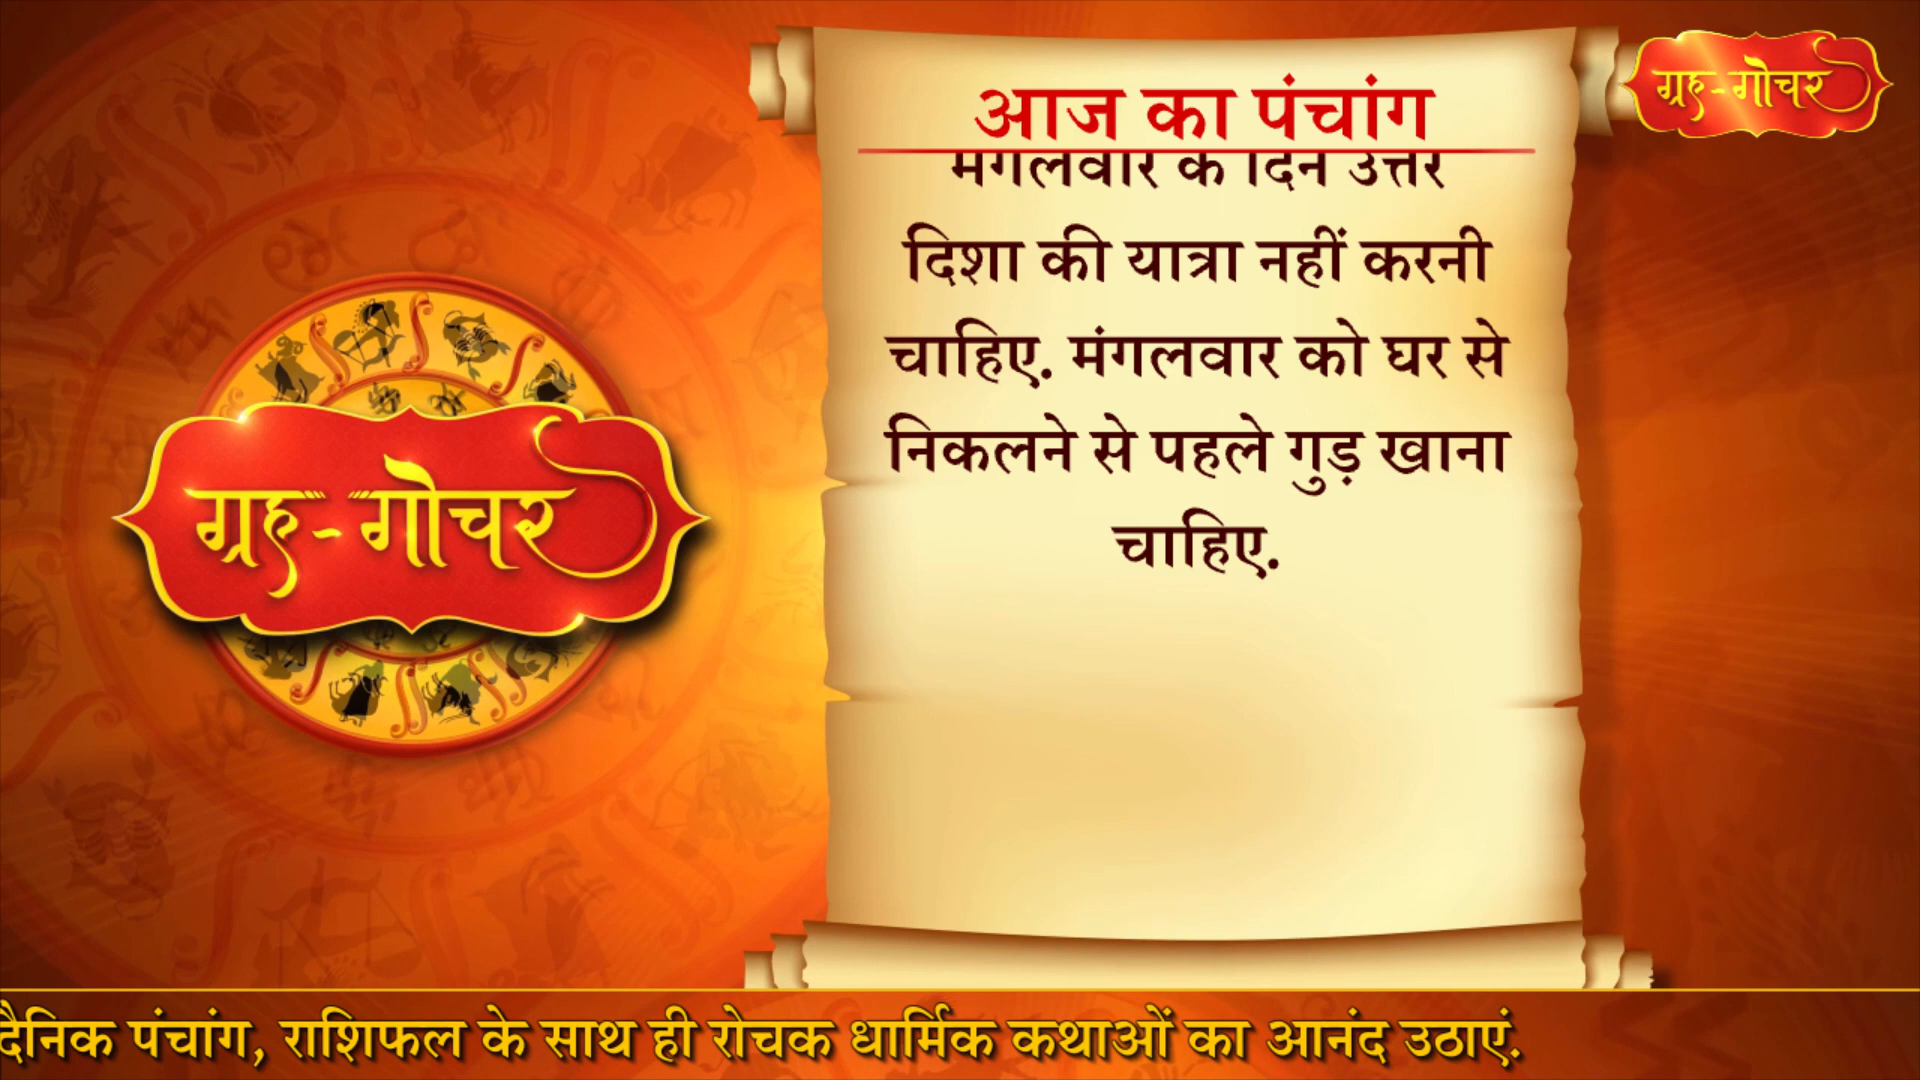 ग्रह-गोचर
आज का पंचांग
मंगलवार के दिन उत्तर
दिशा की यात्रा नहीं करनी
चाहिए. मंगलवार को घर से
निकलने से पहले गुड़ खाना
चाहिए.
ग्रह-गोचर
दैनिक पंचांग, राशिफल के साथ ही रोचक धार्मिक कथाओं का आनंद उठाएं.